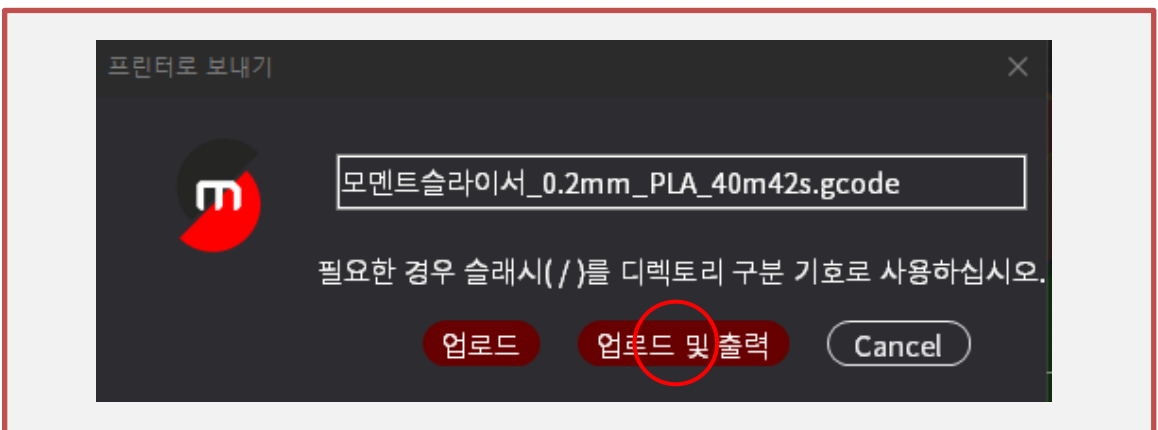 프린터로 보내기
m
모멘트슬라이서_0.2mm_PLA_40m42s.gcode
필요한 경우 슬래시( / )를 디렉토리 구분 기호로 사용하십시오.
업로드 업로드 및 출력 Cancel